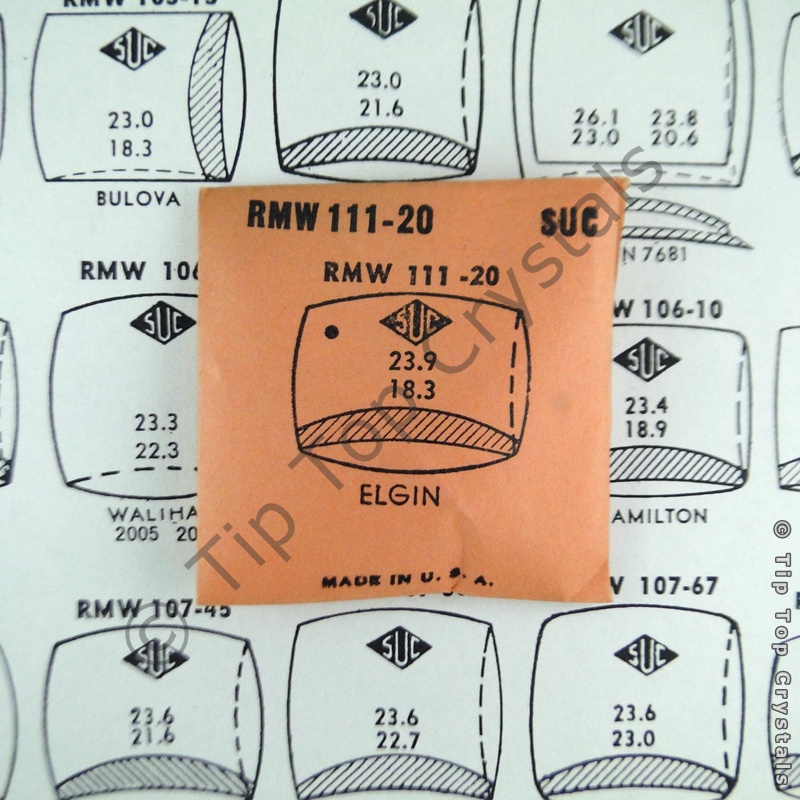 SUC
23.0
18.3
BULOVA
SUC
23.0
21.6
SUC
26.1 23.8
23.0 20.6
N 7681
RMW 111-20 SUC
RMW 111-20
SUC
23.9
18.3
ELGIN
MADE IN U. S. A.
RMW 106
SUC
23.3
22.3
2005 20
W 106-10
SUC
23.4
18.9
AMILTON
RMW 107-45
SUC
23.6
21.6
SUC
23.6
22.7
W 107-67
SUC
23.6
23.0
© Tip Top Crystals
© Tip Top Crystals